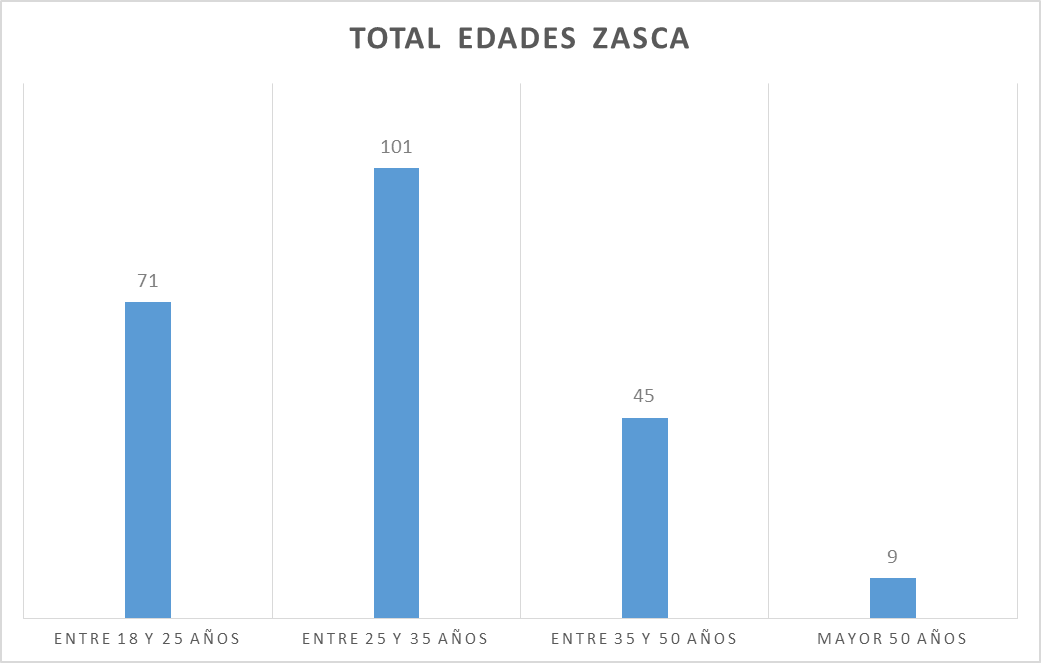 TOTAL EDADES ZASCA
71
101
45
9
ENTRE 18 Y 25 AÑOS
ENTRE 25 Y 35 AÑOS
ENTRE 35 Y 50 AÑOS
MAYOR 50 AÑOS